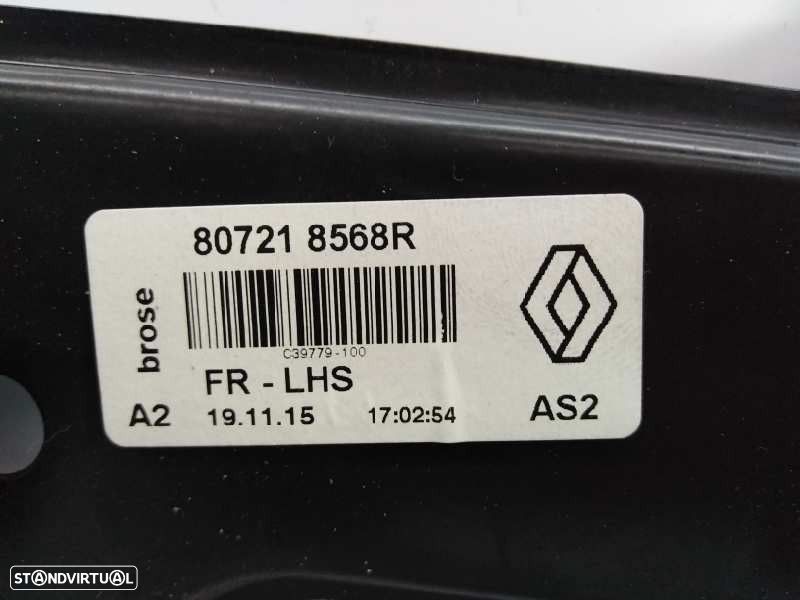 80721 8568R
brose
C39779-100
FR - LHS
A2 19.11.15 17:02:54 AS2
STANDVIRTUAL